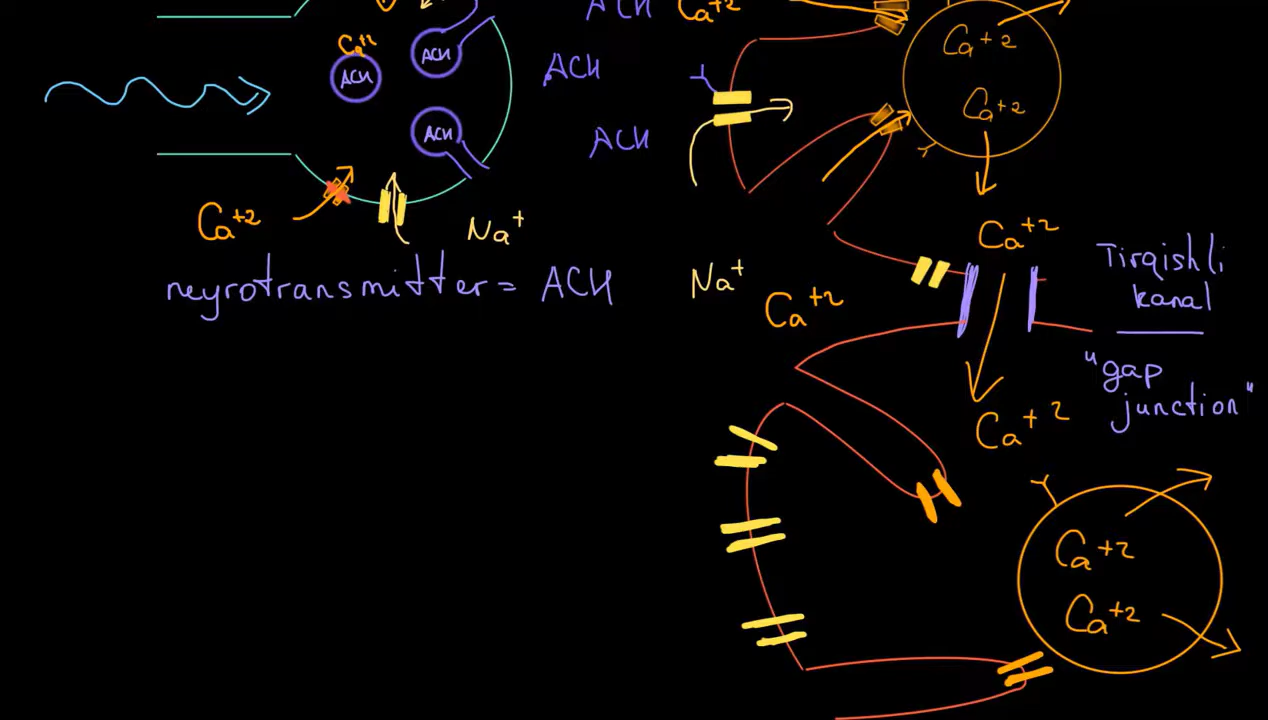 ACH
Ca+2
Ca+2
ACH
ACH
ACH
Ca+2
ACH
ACH
Ca+2
Ca+2
Na+
neyrotransmitter = ACH
Na+
Ca+2
Ca+2
Tirqishli
kanal
"gap
junction"
Ca+2
Ca+2
Ca+2